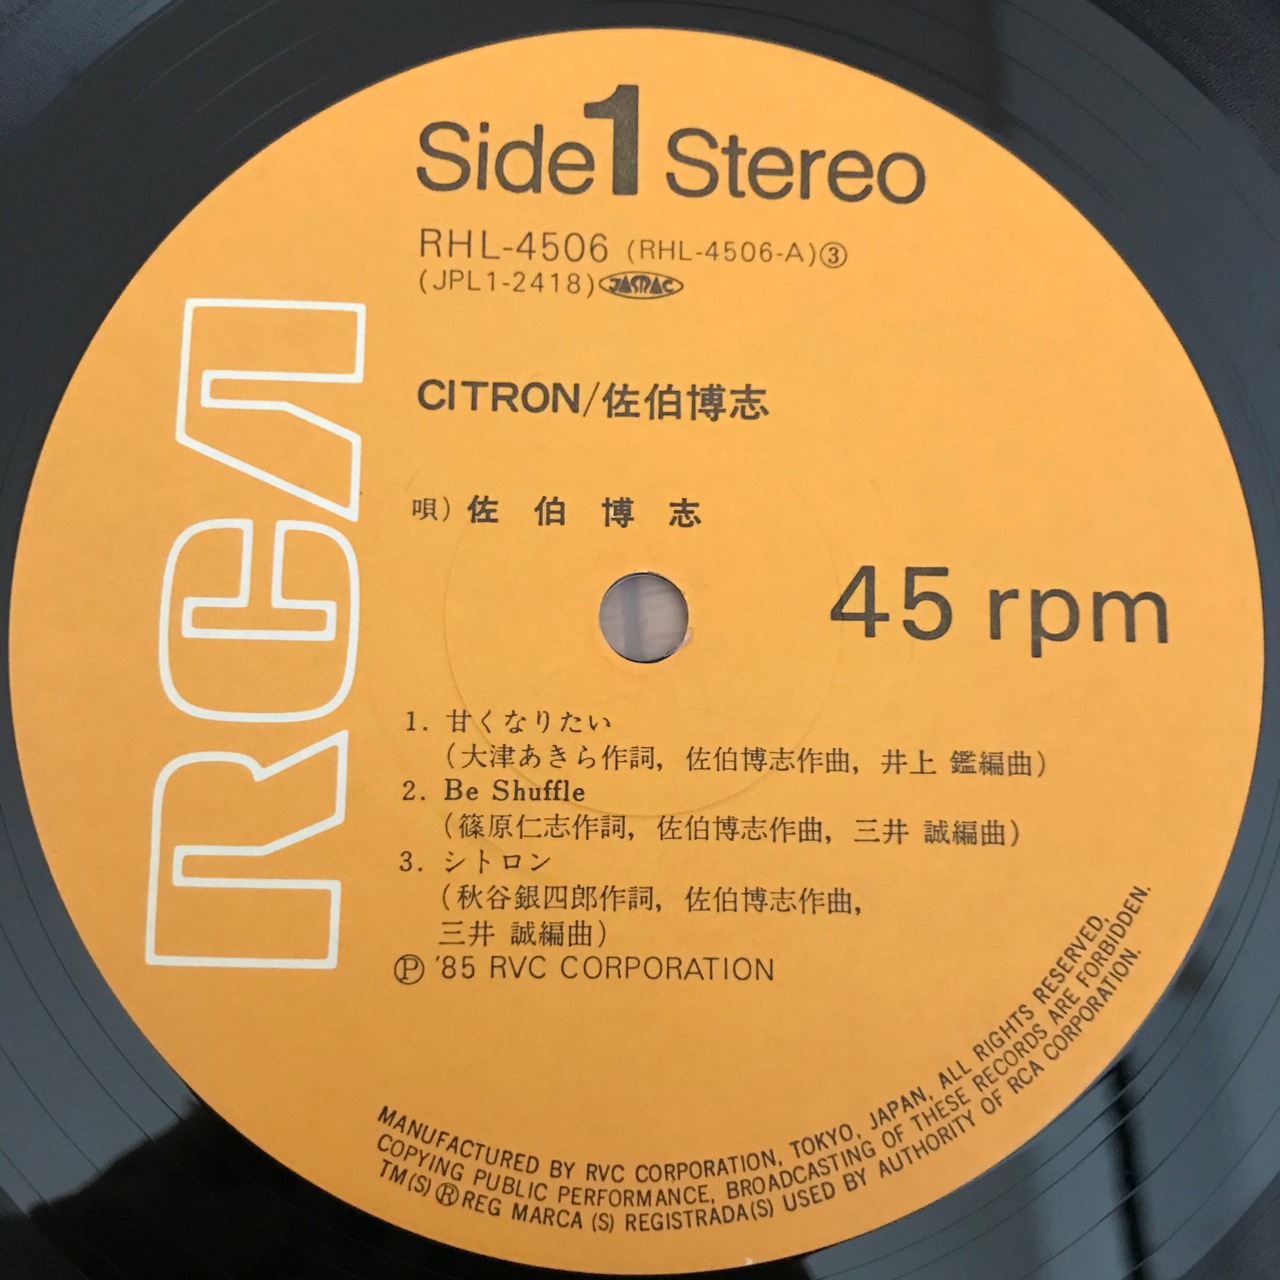 Side 1 Stereo
RHL-4506 (RHL-4506-A)③
(JPL1-2418) JASRAC
RCA
CITRON/佐伯博志
唄) 佐 伯 博 志
45 rpm
1. 甘くなりたい
(大津あきら作詞, 佐伯博志作曲, 井上 鑑編曲)
2. Be Shuffle
(篠原仁志作詞, 佐伯博志作曲, 三井 誠編曲)
3. シトロン
(秋谷銀四郎作詞, 佐伯博志作曲,
三井 誠編曲)
Ⓟ '85 RVC CORPORATION
MANUFACTURED BY RVC CORPORATION, TOKYO, JAPAN, ALL RIGHTS RESERVED,
COPYING PUBLIC PERFORMANCE, BROADCASTING OF THESE RECORDS ARE FORBIDDEN.
TM(S) ® REG MARCA (S) REGISTRADA(S) USED BY AUTHORITY OF RCA CORPORATION.